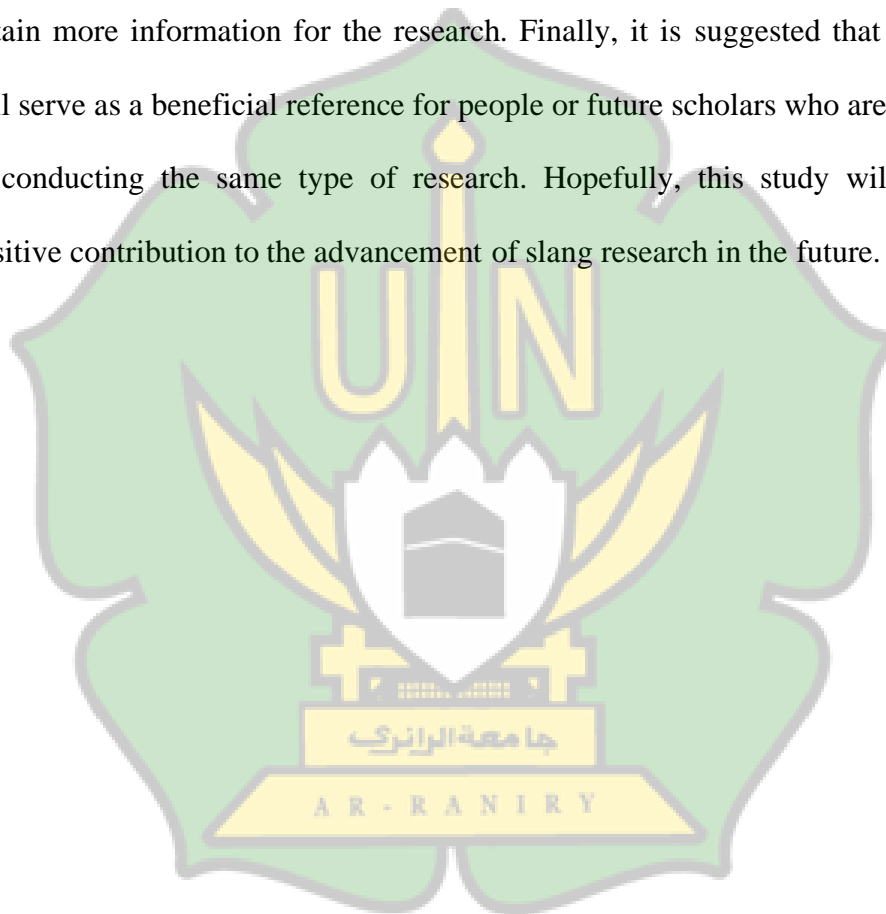 tain more information for the research. Finally, it is suggested that
l serve as a beneficial reference for people or future scholars who are
conducting the same type of research. Hopefully, this study wil
sitive contribution to the advancement of slang research in the future.
UIN
جامعة الرانري
AR-RANIRY